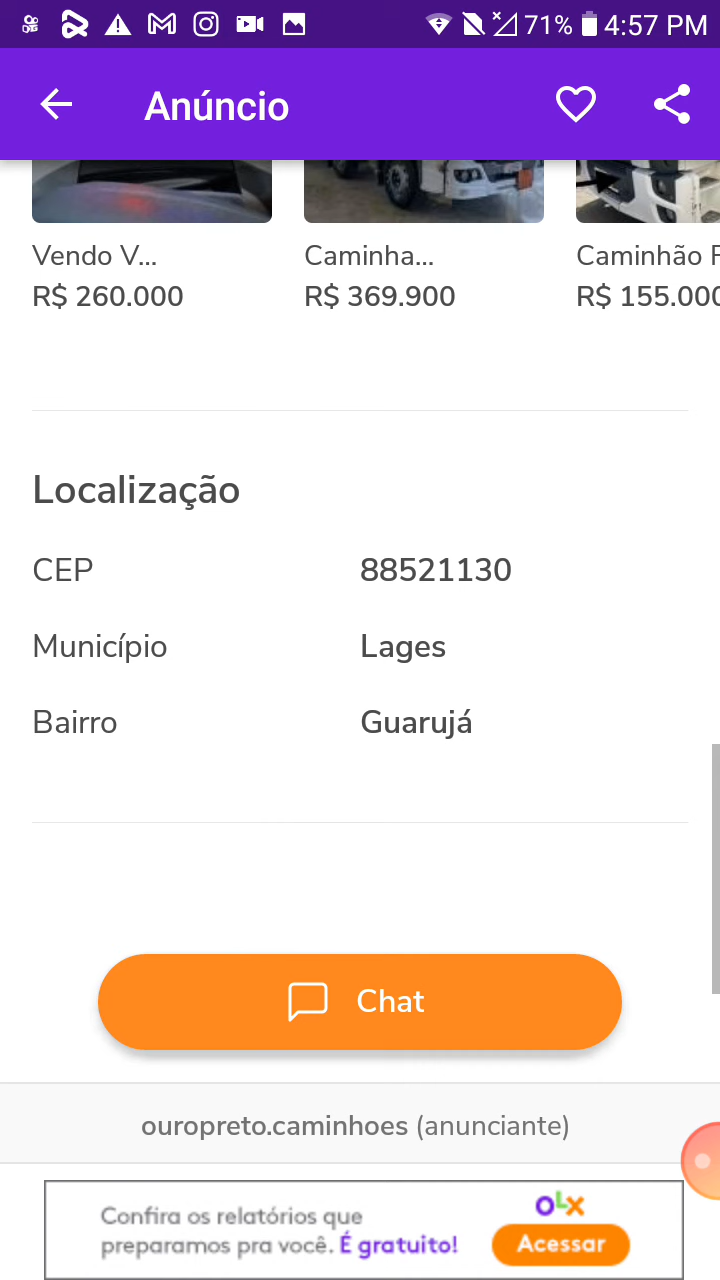 71% 4:57 PM
Anúncio
Vendo V... Caminha... Caminhão F
R$ 260.000 R$ 369.900 R$ 155.000
Localização
CEP 88521130
Município Lages
Bairro Guarujá
Chat
ouropreto.caminhoes (anunciante)
Confira os relatórios que
preparamos pra você. É gratuito!
OLX
Acessar